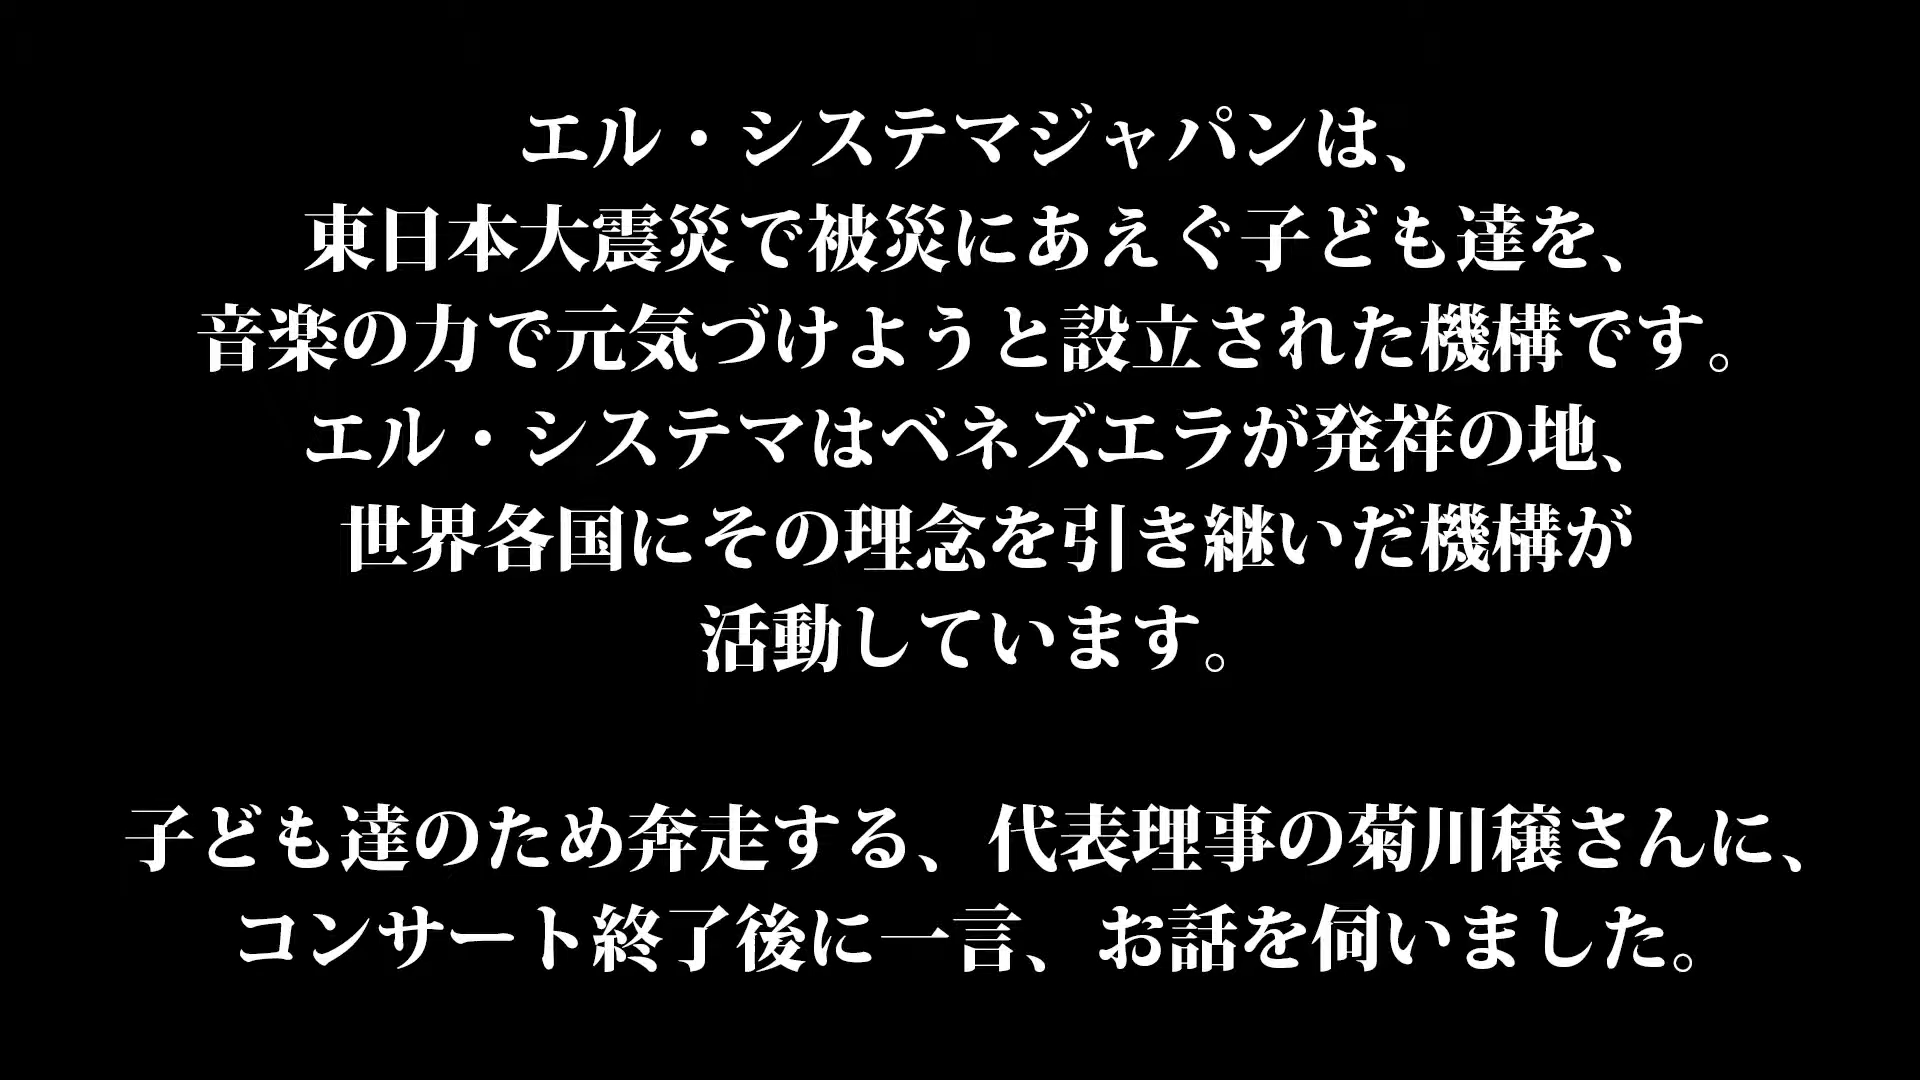 エル・システマジャパンは、
東日本大震災で被災にあえぐ子ども達を、
音楽の力で元気づけようと設立された機構です。
エル・システマはベネズエラが発祥の地、
世界各国にその理念を引き継いだ機構が
活動しています。
子ども達のため奔走する、代表理事の菊川穣さんに、
コンサート終了後に一言、お話を伺いました。